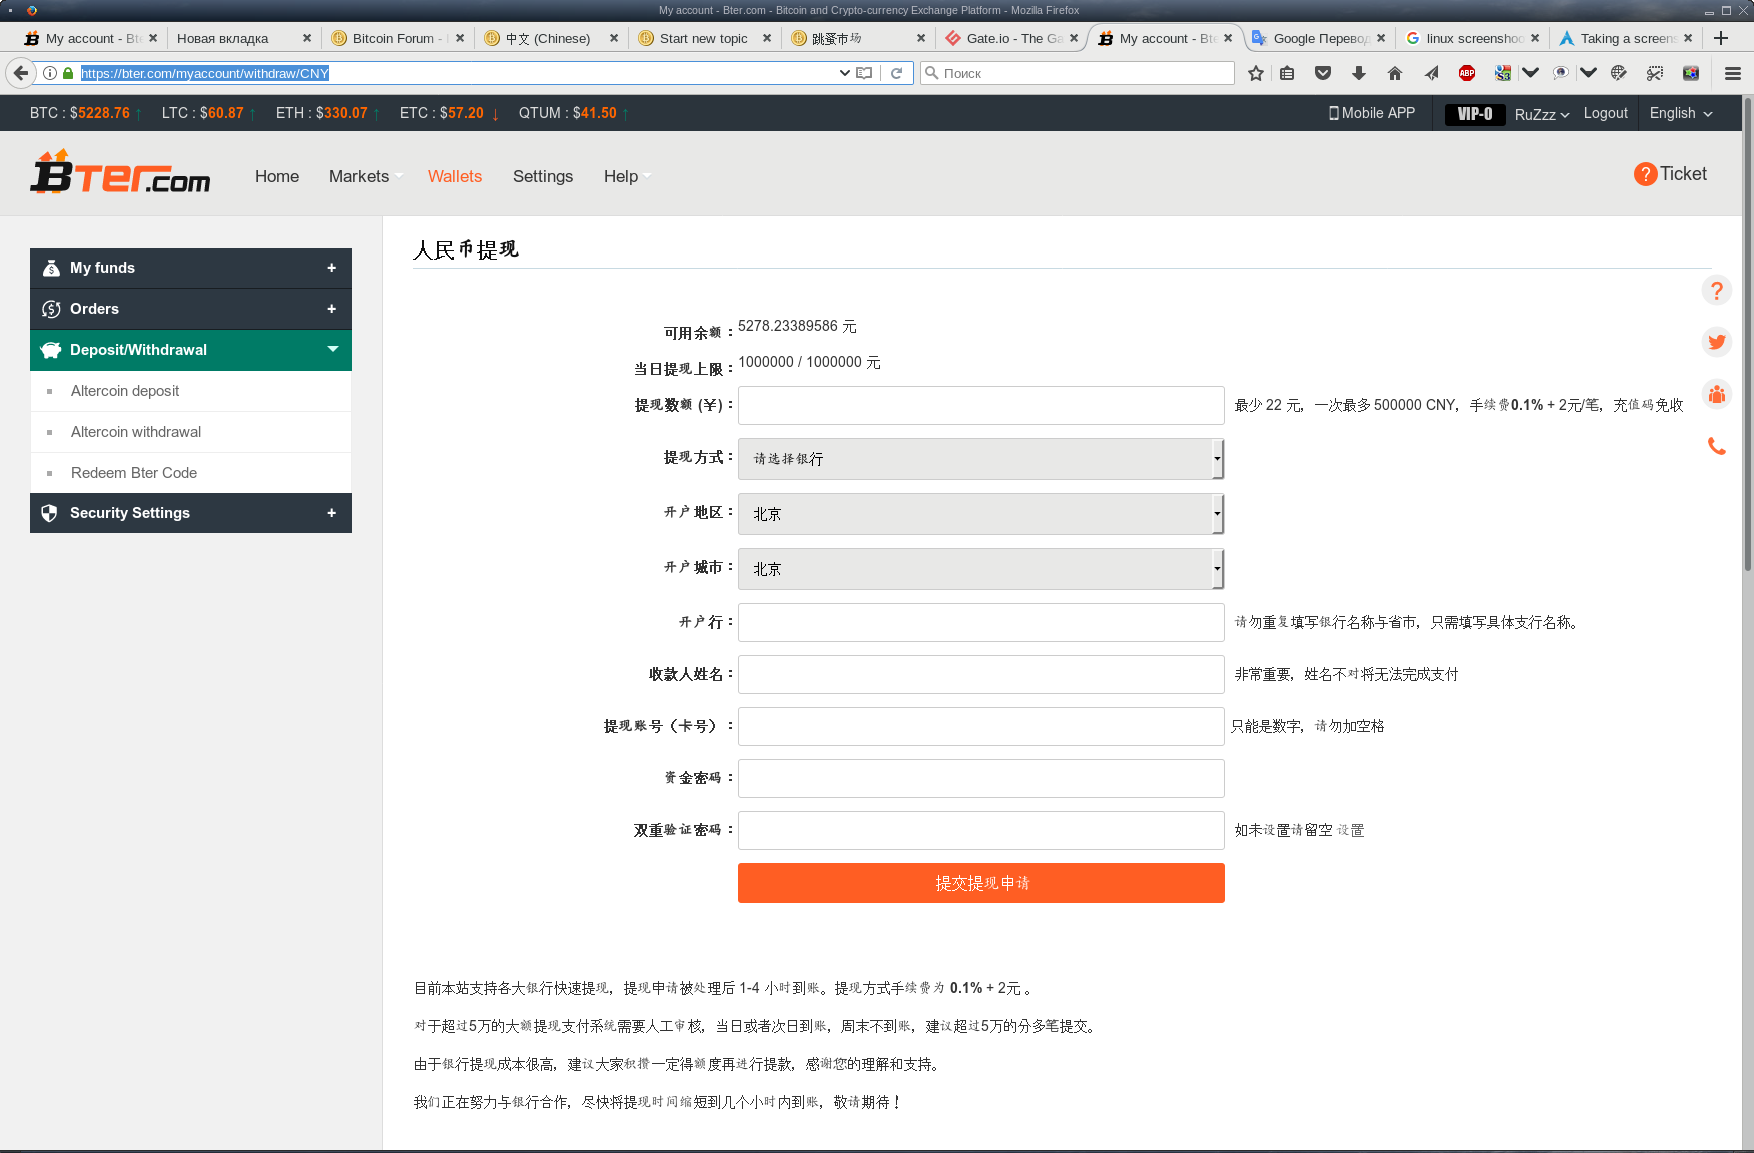 My account - Bter.com - Bitcoin and Crypto-currency Exchange Platform - Mozilla Firefox
My account - Bte
Новая вкладка
Bitcoin Forum -
中文 (Chinese)
Start new topic
跳蚤市场
Gate.io - The Ga
My account - Bte
Google Перевод
linux screenshoo
Taking a screens
https://bter.com/myaccount/withdraw/CNY
Поиск
ABP
BTC : $5228.76 ↑ LTC : $60.87 ↑ ETH : $330.07 ↑ ETC : $57.20 ↓ QTUM : $41.50 ↑
Mobile APP VIP-0 RuZzz Logout English
Bter.com
Home Markets Wallets Settings Help
? Ticket
My funds +
Orders +
Deposit/Withdrawal
Altercoin deposit
Altercoin withdrawal
Redeem Bter Code
Security Settings +
人民币提现
可用余额： 5278.23389586 元
当日提现上限： 1000000 / 1000000 元
提现数额 (￥)： 最少 22 元，一次最多 500000 CNY，手续费0.1% + 2元/笔，充值码免收
提现方式： 请选择银行
开户地区： 北京
开户城市： 北京
开户行： 请勿重复填写银行名称与省市，只需填写具体支行名称。
收款人姓名： 非常重要，姓名不对将无法完成支付
提现账号（卡号）： 只能是数字，请勿加空格
资金密码：
双重验证密码： 如未设置请留空 设置
提交提现申请
目前本站支持各大银行快速提现，提现申请被处理后 1-4 小时到账。提现方式手续费为 0.1% + 2元 。
对于超过5万的大额提现支付系统需要人工审核，当日或者次日到账，周末不到账，建议超过5万的分多笔提交。
由于银行提现成本很高，建议大家积攒一定得额度再进行提款，感谢您的理解和支持。
我们正在努力与银行合作，尽快将提现时间缩短到几个小时内到账，敬请期待！